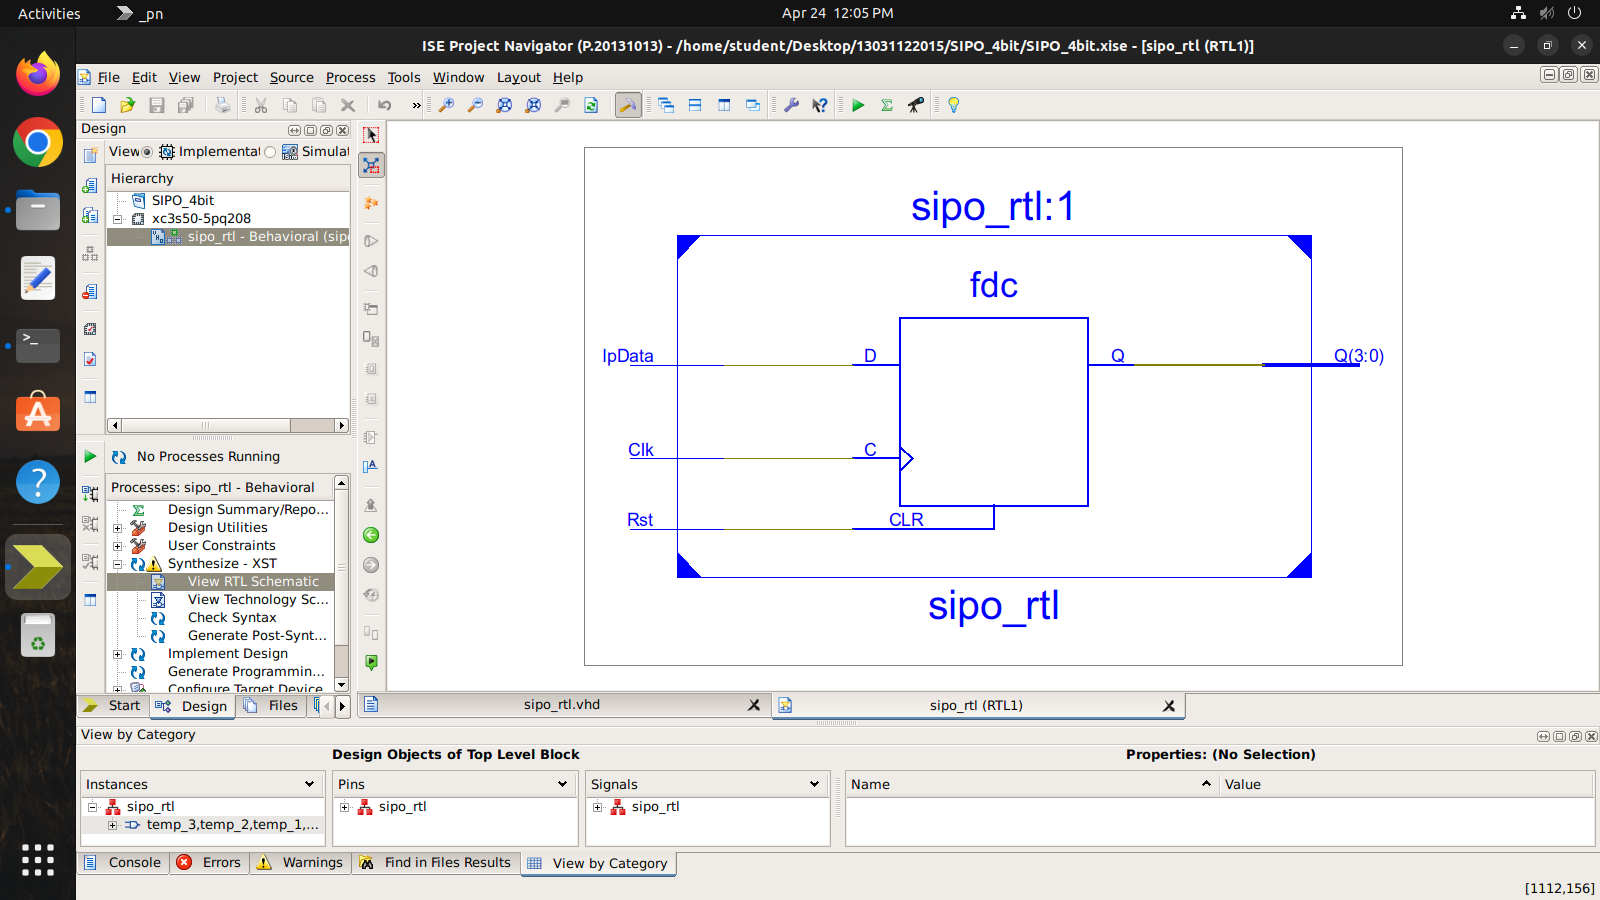 Activities
_pn
Apr 24 12:05 PM
ISE Project Navigator (P.20131013) - /home/student/Desktop/13031122015/SIPO_4bit/SIPO_4bit.xise - [sipo_rtl (RTL1)]
File Edit View Project Source Process Tools Window Layout Help
Design
View Implementat Simulat
Hierarchy
SIPO_4bit
xc3s50-5pq208
sipo_rtl - Behavioral (sip
No Processes Running
Processes: sipo_rtl - Behavioral
Design Summary/Repo...
Design Utilities
User Constraints
Synthesize - XST
View RTL Schematic
View Technology Sc...
Check Syntax
Generate Post-Synt...
Implement Design
Generate Programmin...
Configure Target Device
Start Design Files
sipo_rtl:1
fdc
IpData D Q Q(3:0)
Clk C
Rst CLR
sipo_rtl
sipo_rtl.vhd
sipo_rtl (RTL1)
View by Category
Design Objects of Top Level Block
Properties: (No Selection)
Instances Pins Signals Name Value
sipo_rtl sipo_rtl sipo_rtl
temp_3,temp_2,temp_1,...
Console Errors Warnings Find in Files Results View by Category
[1112,156]